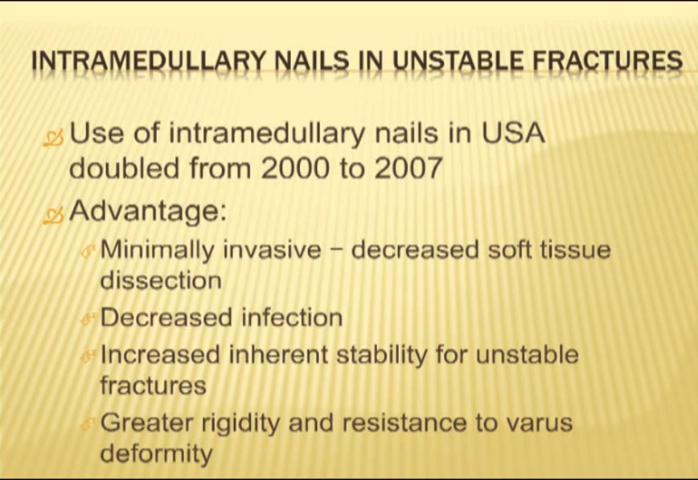 INTRAMEDULLARY NAILS IN UNSTABLE FRACTURES
Use of intramedullary nails in USA
doubled from 2000 to 2007
Advantage:
Minimally invasive – decreased soft tissue
dissection
Decreased infection
Increased inherent stability for unstable
fractures
Greater rigidity and resistance to varus
deformity